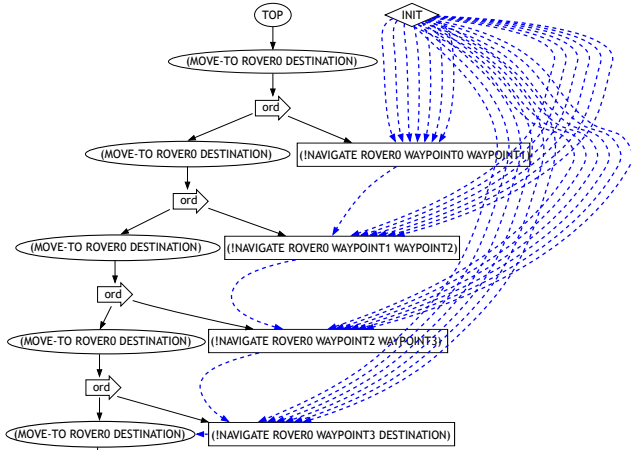 TOP
INIT
(MOVE-TO ROVER0 DESTINATION)
ord
(MOVE-TO ROVER0 DESTINATION)
(!NAVIGATE ROVER0 WAYPOINT0 WAYPOINT1)
ord
(MOVE-TO ROVER0 DESTINATION)
(!NAVIGATE ROVER0 WAYPOINT1 WAYPOINT2)
ord
(MOVE-TO ROVER0 DESTINATION)
(!NAVIGATE ROVER0 WAYPOINT2 WAYPOINT3)
ord
(MOVE-TO ROVER0 DESTINATION)
(!NAVIGATE ROVER0 WAYPOINT3 DESTINATION)